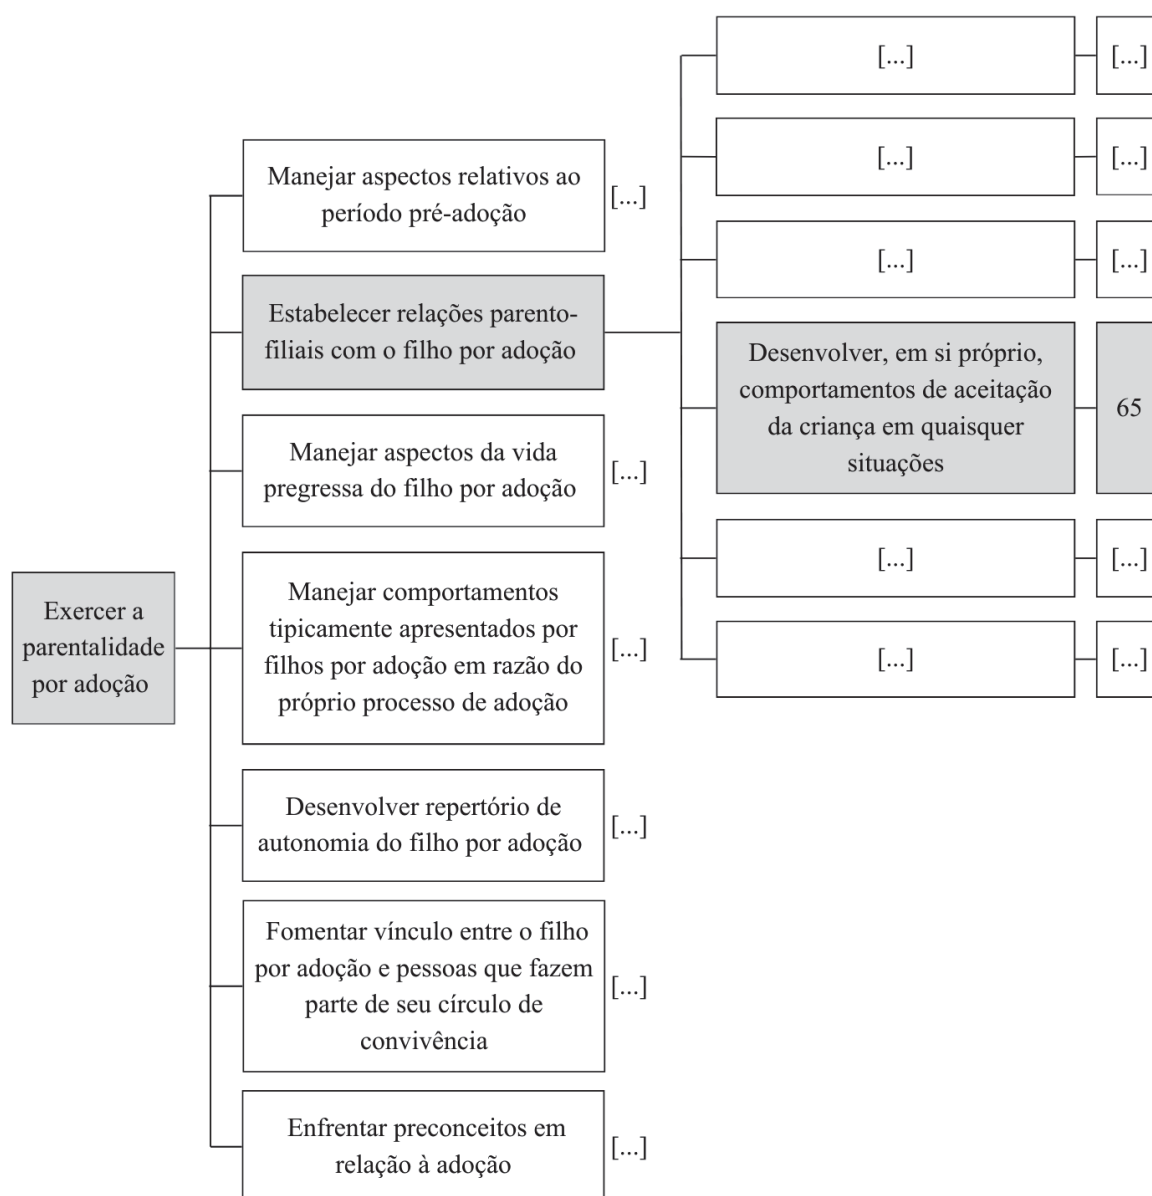 Exercer a
parentalidade
por adoção
Manejar aspectos relativos ao
período pré-adoção
[...]
Estabelecer relações parento-
filiais com o filho por adoção
Manejar aspectos da vida
pregressa do filho por adoção
[...]
Manejar comportamentos
tipicamente apresentados por
filhos por adoção em razão do
próprio processo de adoção
[...]
Desenvolver repertório de
autonomia do filho por adoção
[...]
Fomentar vínculo entre o filho
por adoção e pessoas que fazem
parte de seu círculo de
convivência
[...]
Enfrentar preconceitos em
relação à adoção
[...]
[...]
[...]
[...]
[...]
[...]
[...]
Desenvolver, em si próprio,
comportamentos de aceitação
da criança em quaisquer
situações
65
[...]
[...]
[...]
[...]